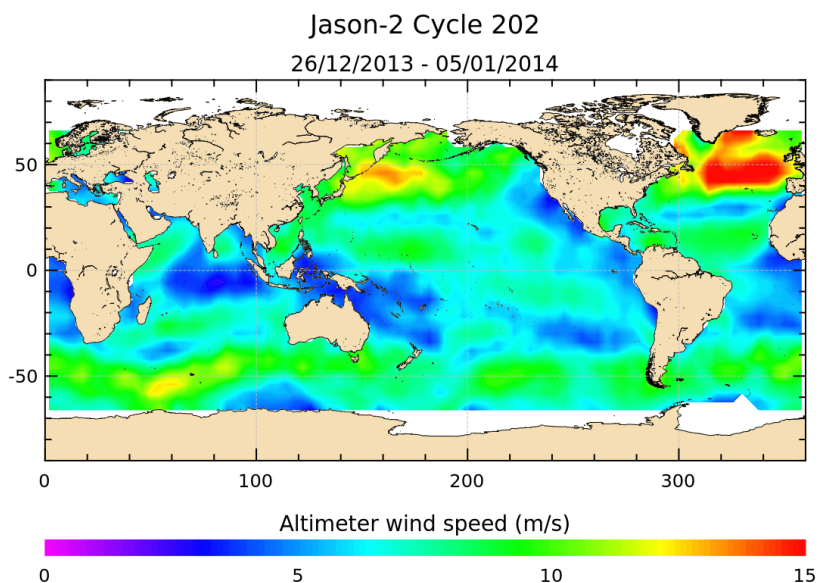 Jason-2 Cycle 202
26/12/2013 - 05/01/2014
50
0
-50
0 100 200 300
Altimeter wind speed (m/s)
0 5 10 15